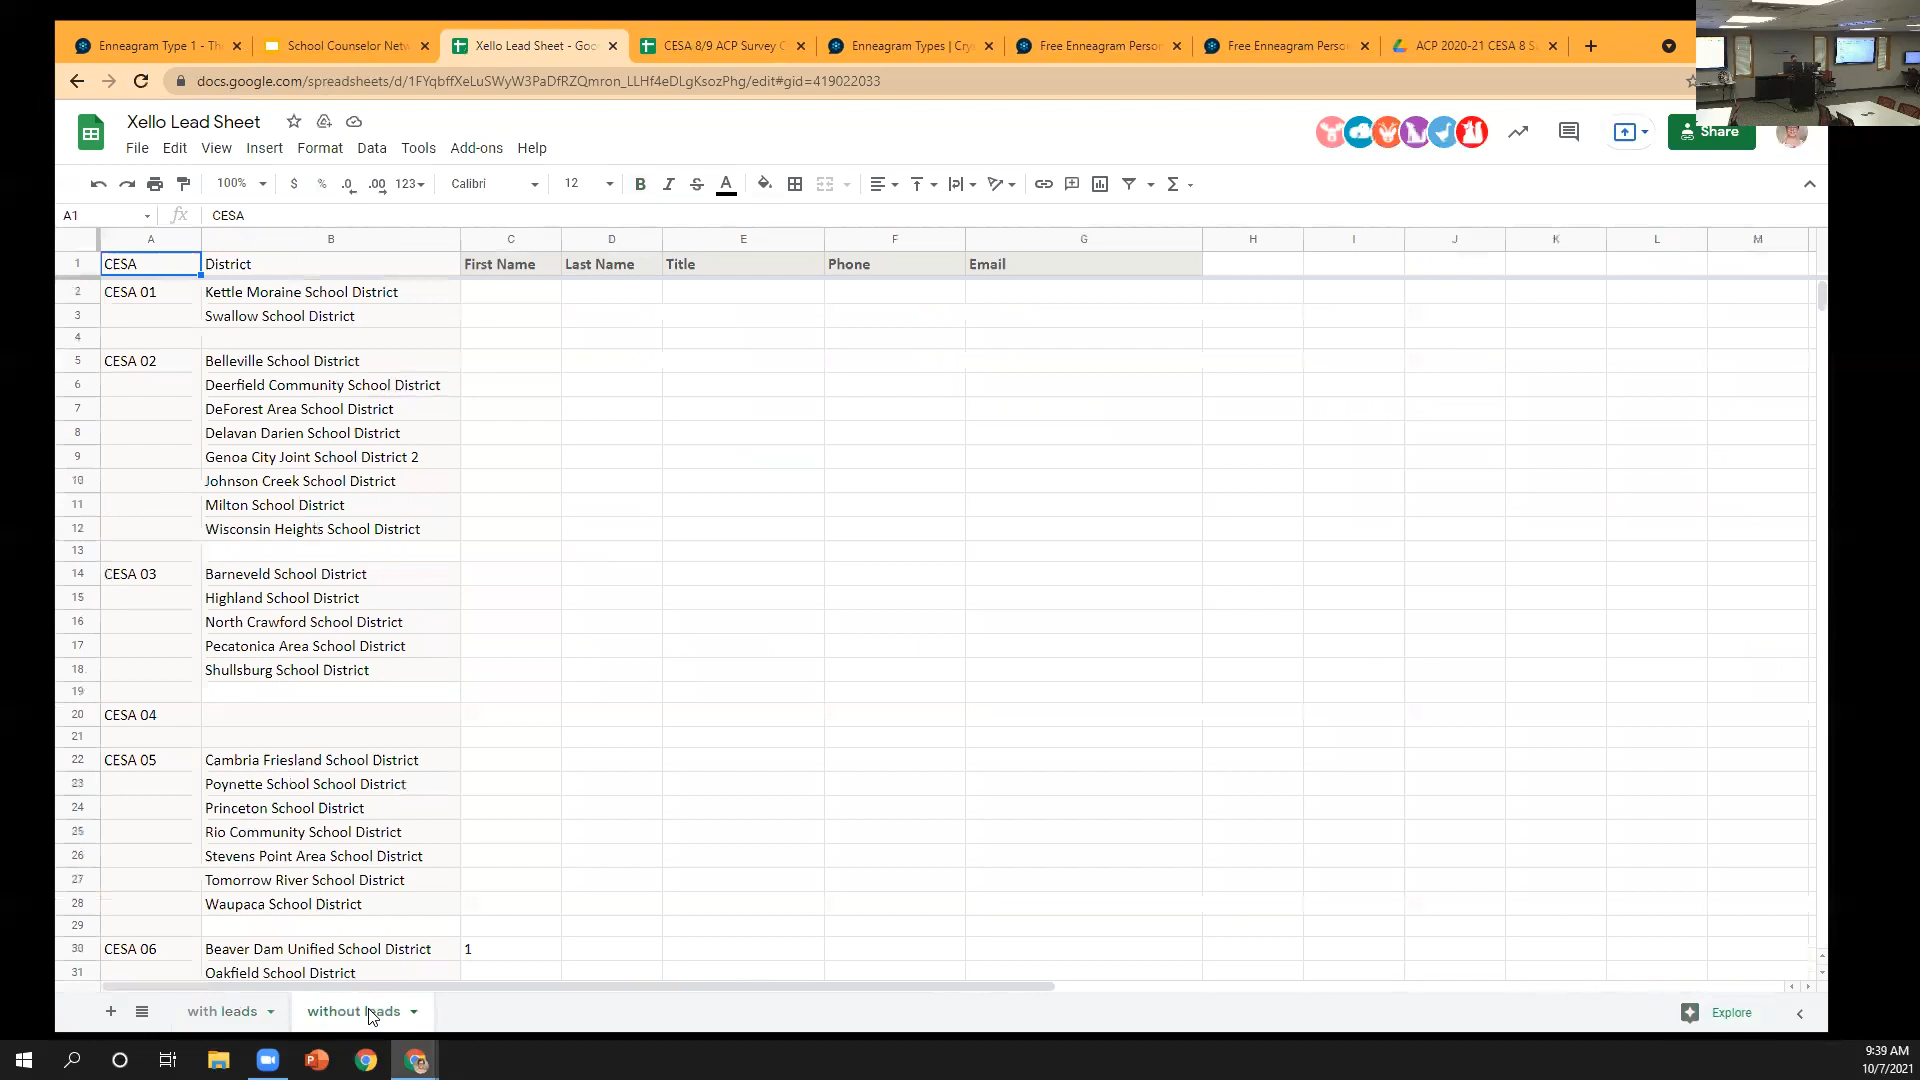 Enneagram Type 1 - Th
School Counselor Netw
Xello Lead Sheet - Goo
CESA 8/9 ACP Survey C
Enneagram Types | Crys
Free Enneagram Person
Free Enneagram Person
ACP 2020-21 CESA 8 S
docs.google.com/spreadsheets/d/1FYqbffXeLuSWyW3PaDfRZQmron_LLHf4eDLgKsozPhg/edit#gid=419022033
Xello Lead Sheet
File Edit View Insert Format Data Tools Add-ons Help
Share
100% $ % .0 .00 123 Calibri 12 B I S A Σ
A1 fx CESA
A B C D E F G H I J K L M
1 CESA District First Name Last Name Title Phone Email
2 CESA 01 Kettle Moraine School District
3 Swallow School District
4
5 CESA 02 Belleville School District
6 Deerfield Community School District
7 DeForest Area School District
8 Delavan Darien School District
9 Genoa City Joint School District 2
10 Johnson Creek School District
11 Milton School District
12 Wisconsin Heights School District
13
14 CESA 03 Barneveld School District
15 Highland School District
16 North Crawford School District
17 Pecatonica Area School District
18 Shullsburg School District
19
20 CESA 04
21
22 CESA 05 Cambria Friesland School District
23 Poynette School School District
24 Princeton School District
25 Rio Community School District
26 Stevens Point Area School District
27 Tomorrow River School District
28 Waupaca School District
29
30 CESA 06 Beaver Dam Unified School District 1
31 Oakfield School District
with leads
without leads
Explore
9:39 AM
10/7/2021